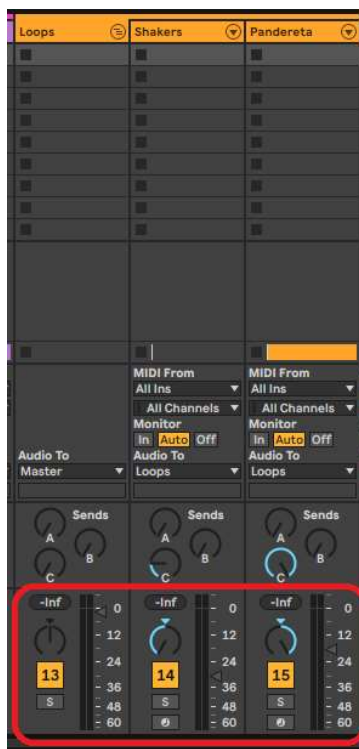 Loops Shakers Pandereta
MIDI From MIDI From
All Ins All Ins
All Channels All Channels
Monitor Monitor
In Auto Off In Auto Off
Audio To Audio To Audio To
Master Loops Loops
Sends Sends Sends
A A A
B B B
C C C
-Inf 0 -Inf 0 -Inf 0
12 12 12
24 24 24
13 14 15
36 36 36
S 48 S 48 S 48
60 60 60